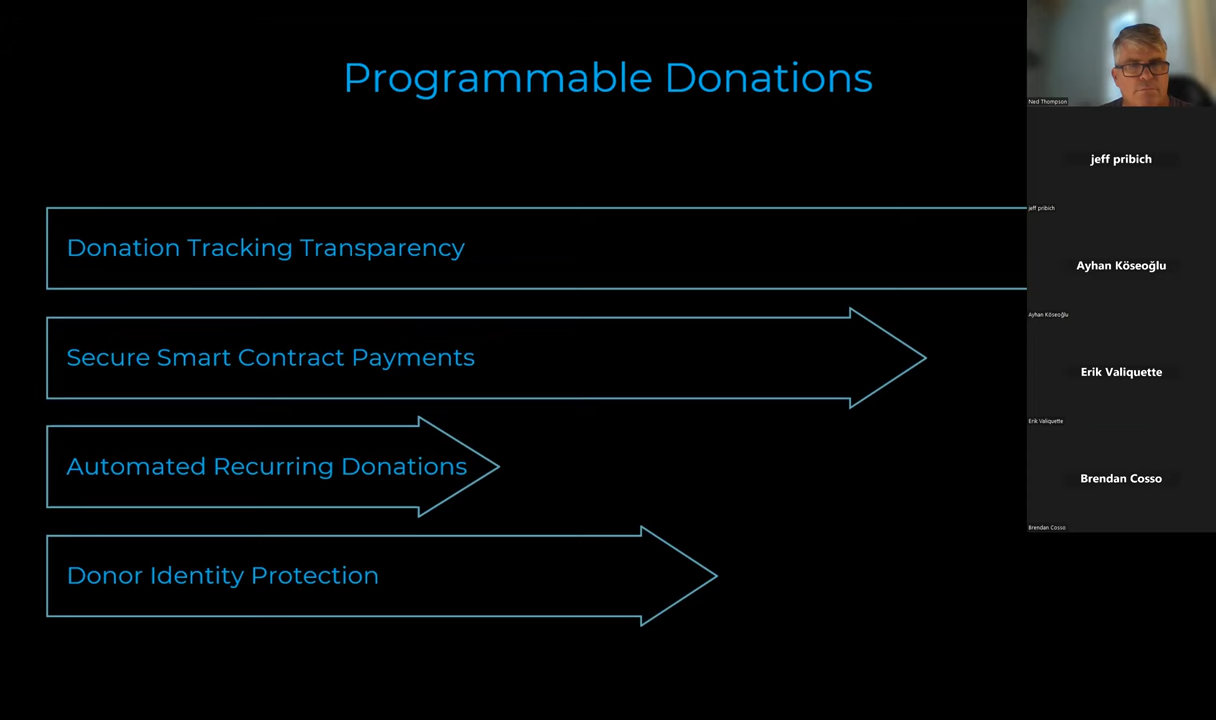 Programmable Donations
Donation Tracking Transparency
Secure Smart Contract Payments
Automated Recurring Donations
Donor Identity Protection
Ned Thompson
jeff pribich
jeff pribich
Ayhan Köseoğlu
Ayhan Köseoğlu
Erik Valiquette
Erik Valiquette
Brendan Cosso
Brendan Cosso